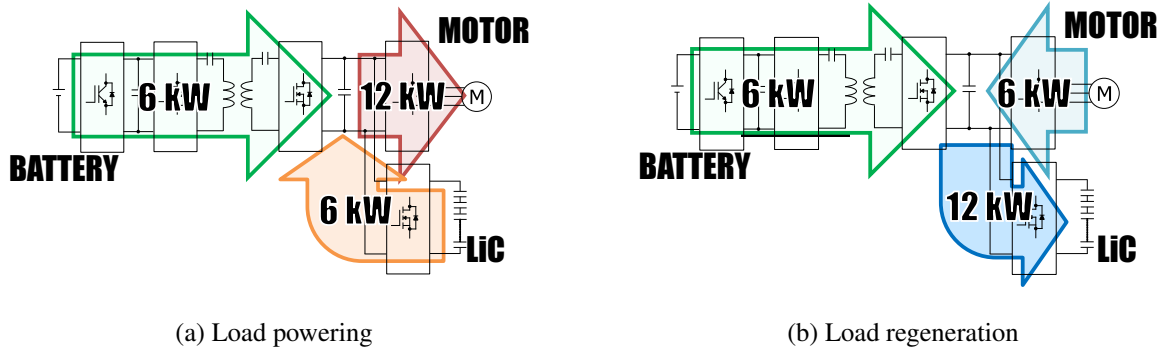 MOTOR
6 kW
12 kW
M
BATTERY
6 kW
LiC
(a) Load powering
MOTOR
6 kW
6 kW
M
BATTERY
12 kW
LiC
(b) Load regeneration